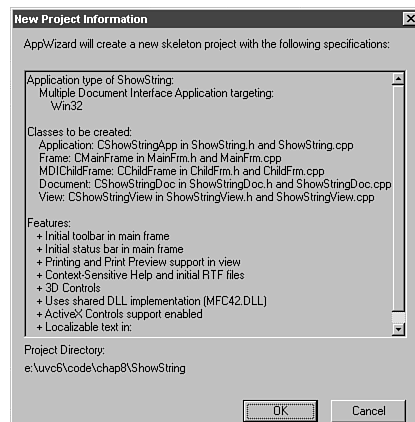 New Project Information
AppWizard will create a new skeleton project with the following specifications:
Application type of ShowString:
Multiple Document Interface Application targeting:
Win32
Classes to be created:
Application: CShowStringApp in ShowString.h and ShowString.cpp
Frame: CMainFrame in MainFrm.h and MainFrm.cpp
MDIChildFrame: CChildFrame in ChildFrm.h and ChildFrm.cpp
Document: CShowStringDoc in ShowStringDoc.h and ShowStringDoc.cpp
View: CShowStringView in ShowStringView.h and ShowStringView.cpp
Features:
+ Initial toolbar in main frame
+ Initial status bar in main frame
+ Printing and Print Preview support in view
+ Context-Sensitive Help and initial RTF files
+ 3D Controls
+ Uses shared DLL implementation (MFC42.DLL)
+ ActiveX Controls support enabled
+ Localizable text in:
Project Directory:
e:\uvc6\code\chap8\ShowString
OK Cancel